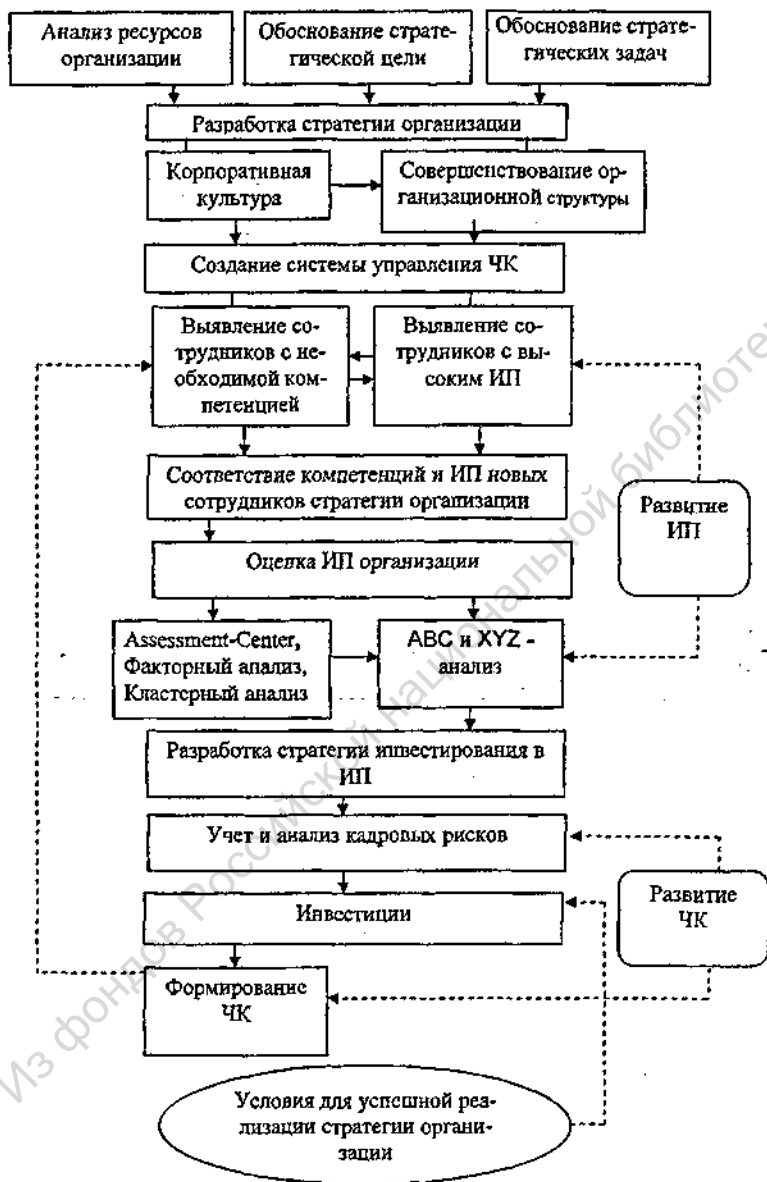 Анализ ресурсов
организации
Обоснование страте-
гической цели
Обоснование страте-
гических задач
Разработка стратегии организации
Корпоративная
культура
Совершенствование ор-
ганизационной структуры
Создание системы управления ЧК
Выявление со-
трудников с не-
обходимой ком-
петенцией
Выявление со-
трудников с вы-
соким ИП
Соответствие компетенций и ИП новых
сотрудников стратегии организации
Развитие
ИП
Оценка ИП организации
Assessment-Center,
Факторный анализ,
Кластерный анализ
ABC и XYZ -
анализ
Разработка стратегии инвестирования в
ИП
Учет и анализ кадровых рисков
Инвестиции
Развитие
ЧК
Формирование
ЧК
Условия для успешной реа-
лизации стратегии органи-
зации
Из фондов Российской национальной